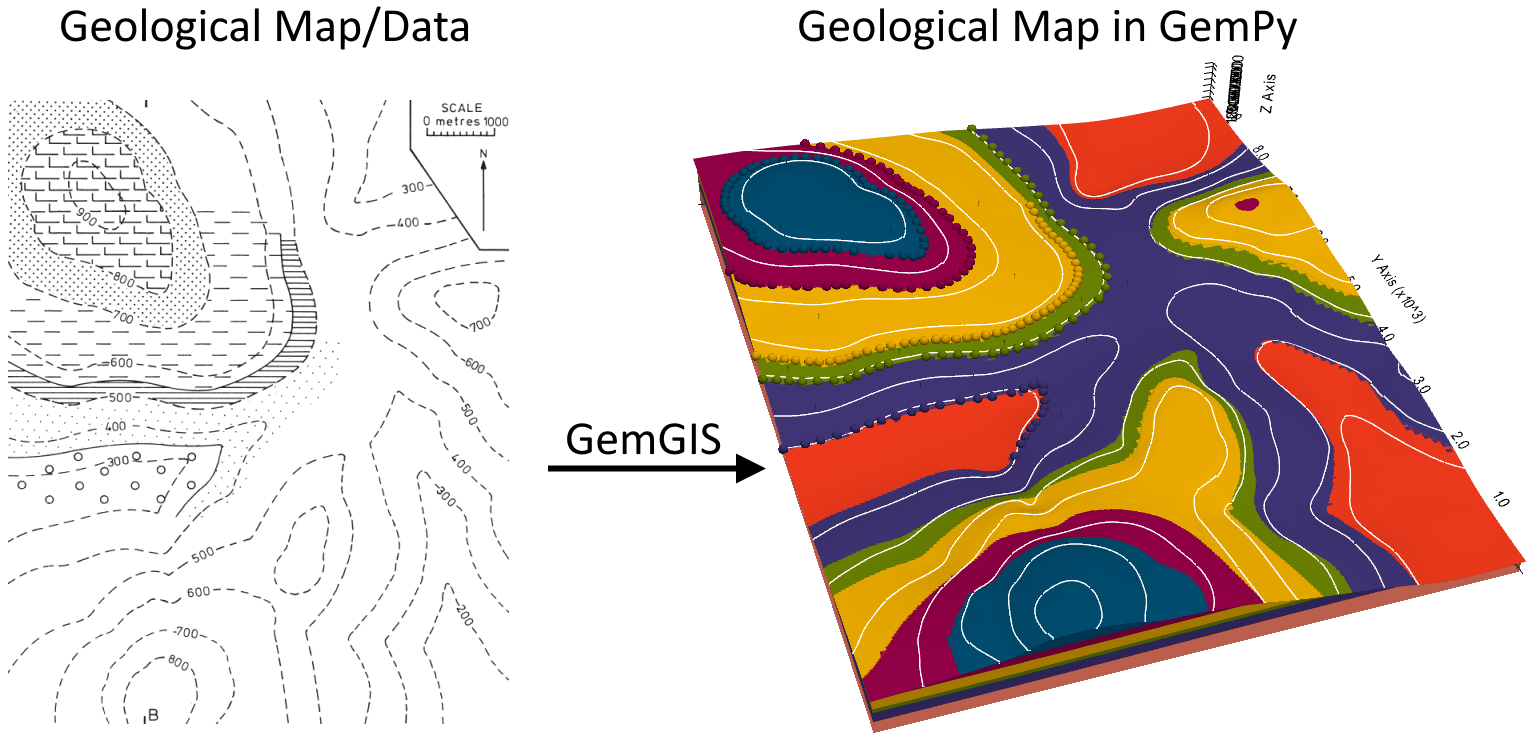 Geological Map/Data
Geological Map in GemPy
SCALE
0 metres 1000
N
300
400
900
800
700
700
600
600
500
500
400
400
300
300
500
600
200
700
800
B
GemGIS
Z Axis
8.0
5.0
Y Axis (x10^3)
4.0
3.0
2.0
1.0